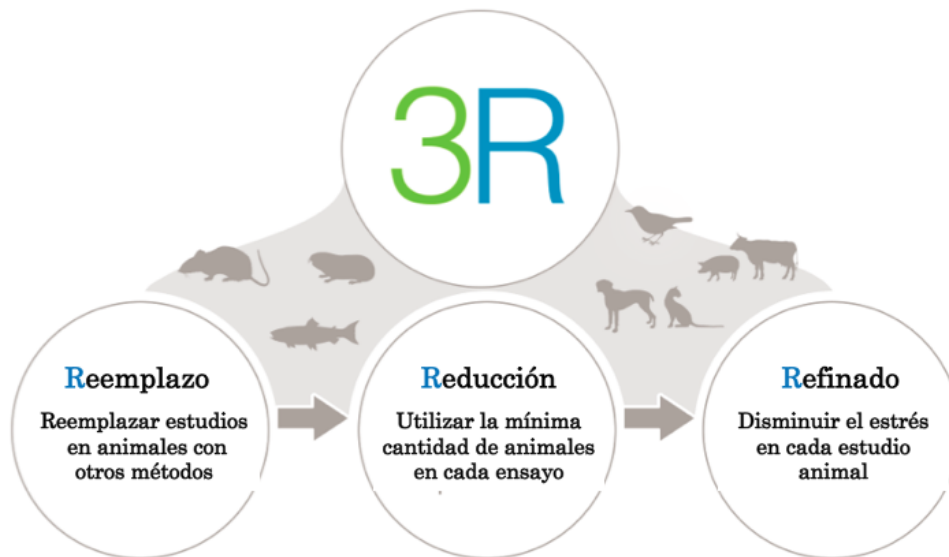 3R
Reemplazo
Reemplazar estudios
en animales con
otros métodos
Reducción
Utilizar la mínima
cantidad de animales
en cada ensayo
Refinado
Disminuir el estrés
en cada estudio
animal